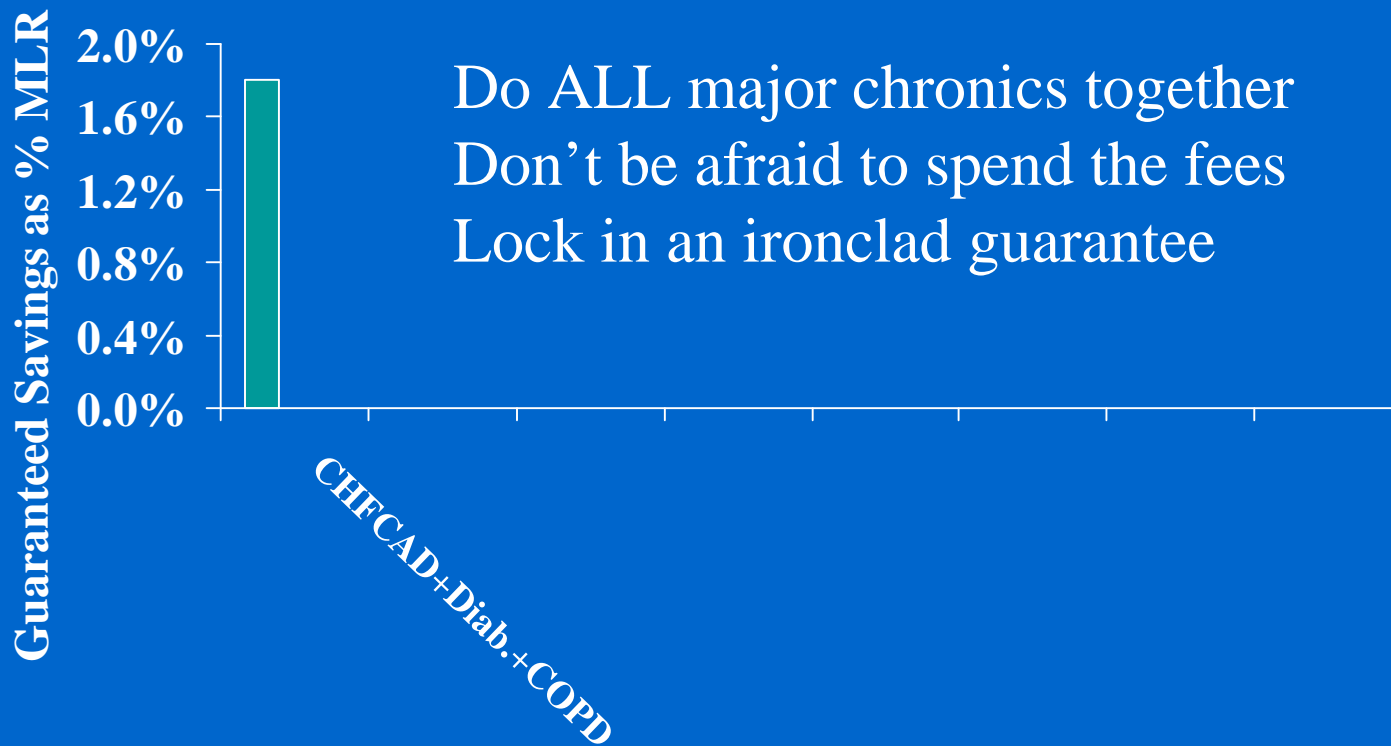 Guaranteed Savings as % MLR
2.0%
1.6%
1.2%
0.8%
0.4%
0.0%
Do ALL major chronics together
Don’t be afraid to spend the fees
Lock in an ironclad guarantee
CHFCAD+Diab.+COPD